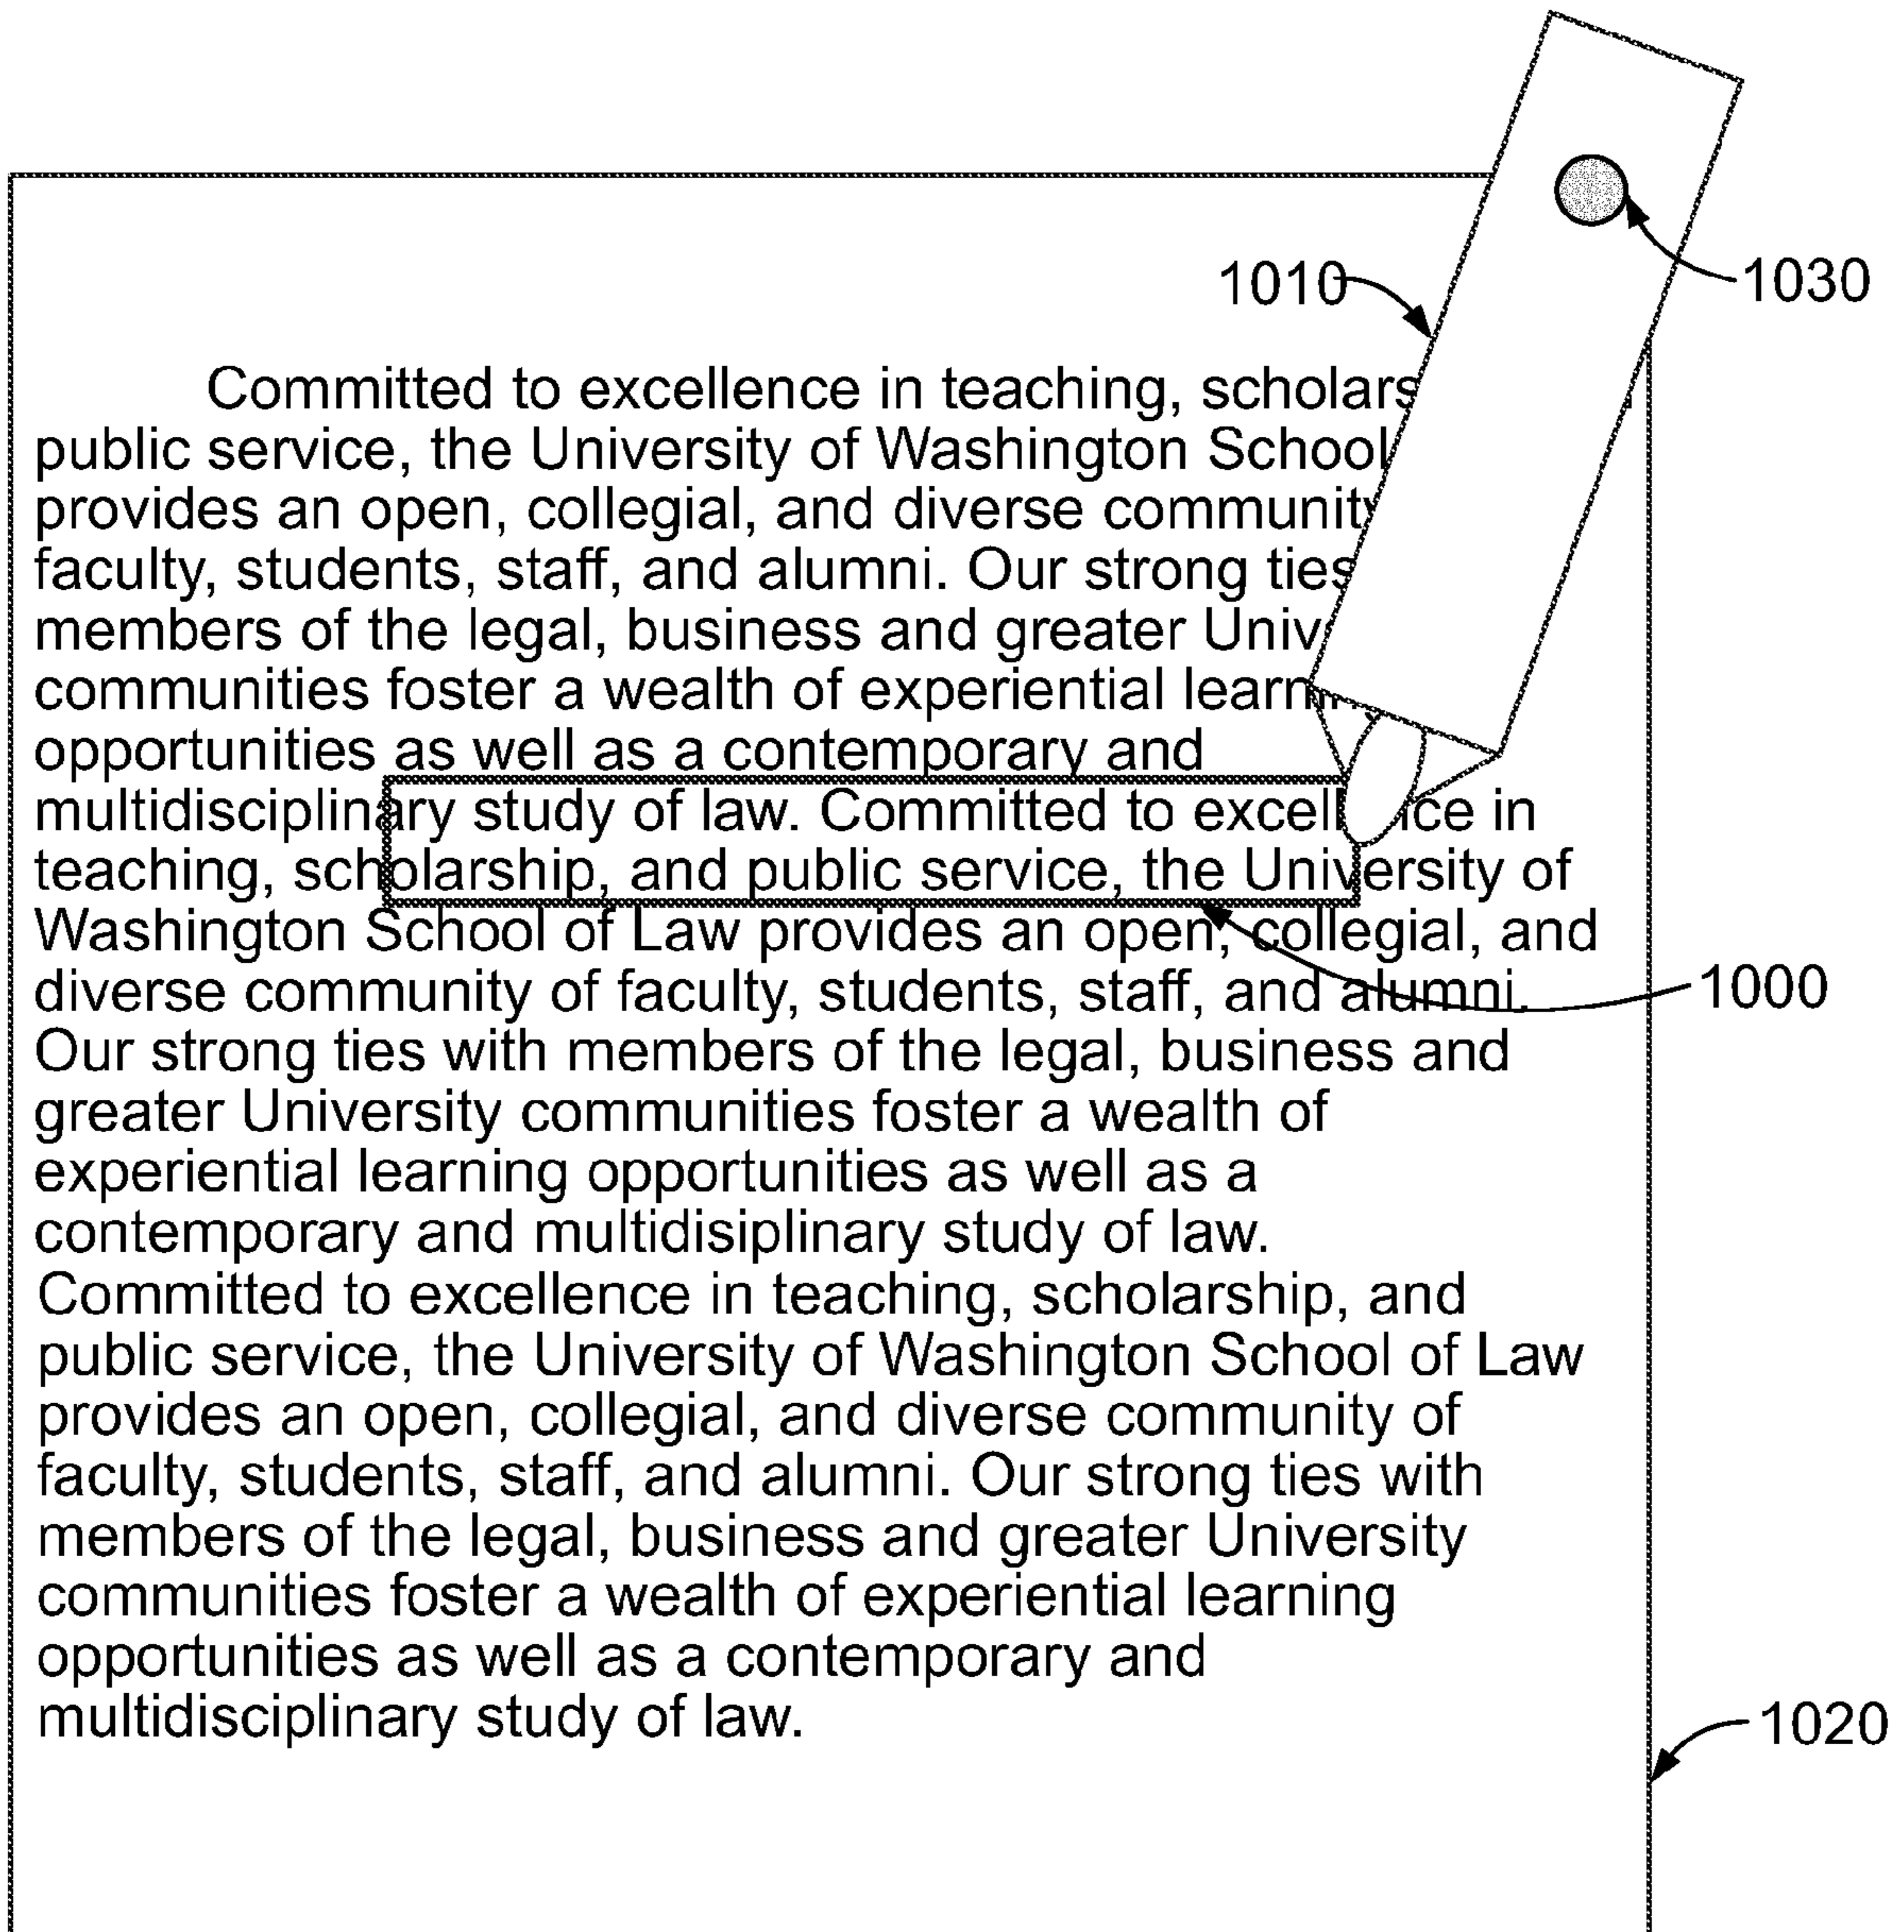 1010
1030
Committed to excellence in teaching, scholars
public service, the University of Washington School
provides an open, collegial, and diverse community
faculty, students, staff, and alumni. Our strong ties
members of the legal, business and greater Univ
communities foster a wealth of experiential learn
opportunities as well as a contemporary and
multidisciplinary study of law. Committed to excell ce in
teaching, scholarship, and public service, the University of
Washington School of Law provides an open, collegial, and
diverse community of faculty, students, staff, and alumni.
1000
Our strong ties with members of the legal, business and
greater University communities foster a wealth of
experiential learning opportunities as well as a
contemporary and multidisiplinary study of law.
Committed to excellence in teaching, scholarship, and
public service, the University of Washington School of Law
provides an open, collegial, and diverse community of
faculty, students, staff, and alumni. Our strong ties with
members of the legal, business and greater University
communities foster a wealth of experiential learning
opportunities as well as a contemporary and
multidisciplinary study of law.
1020